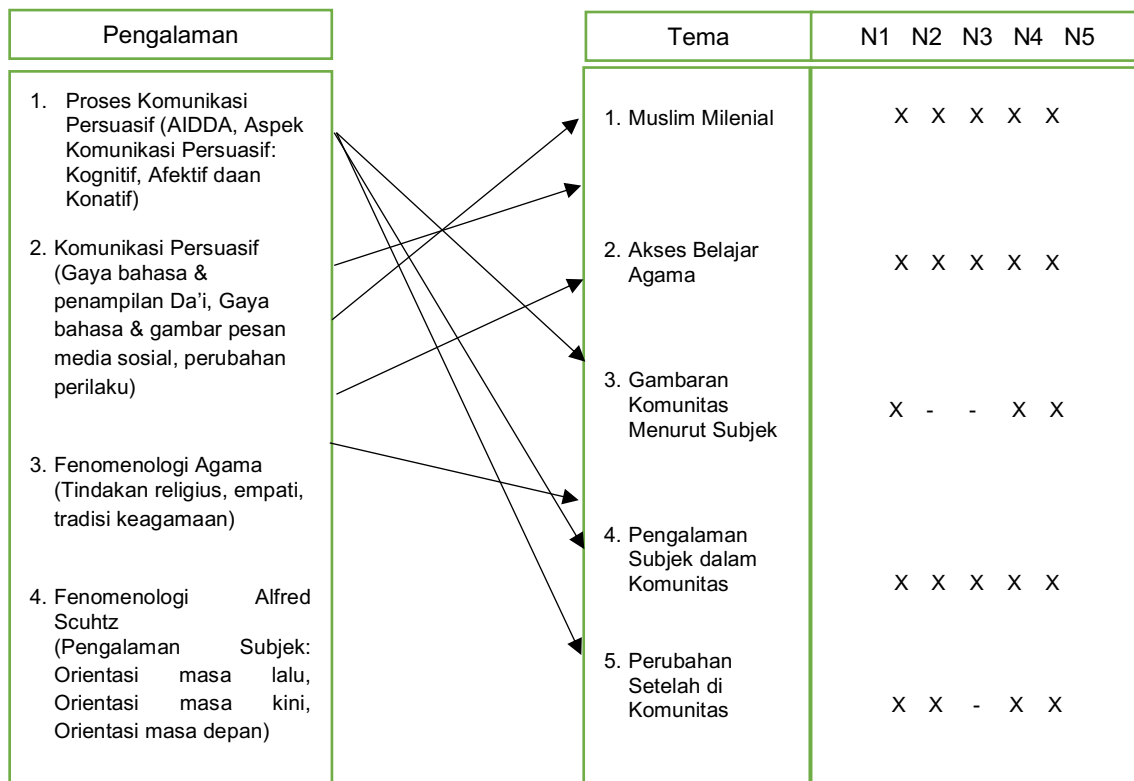 Pengalaman
1. Proses Komunikasi
Persuasif (AIDDA, Aspek
Komunikasi Persuasif:
Kognitif, Afektif daan
Konatif)
2. Komunikasi Persuasif
(Gaya bahasa &
penampilan Da’i, Gaya
bahasa & gambar pesan
media sosial, perubahan
perilaku)
3. Fenomenologi Agama
(Tindakan religius, empati,
tradisi keagamaan)
4. Fenomenologi Alfred
Scuhtz
(Pengalaman Subjek:
Orientasi masa lalu,
Orientasi masa kini,
Orientasi masa depan)
Tema N1 N2 N3 N4 N5
1. Muslim Milenial X X X X X
2. Akses Belajar
Agama X X X X X
3. Gambaran
Komunitas
Menurut Subjek X - - X X
4. Pengalaman
Subjek dalam
Komunitas X X X X X
5. Perubahan
Setelah di
Komunitas X X - X X